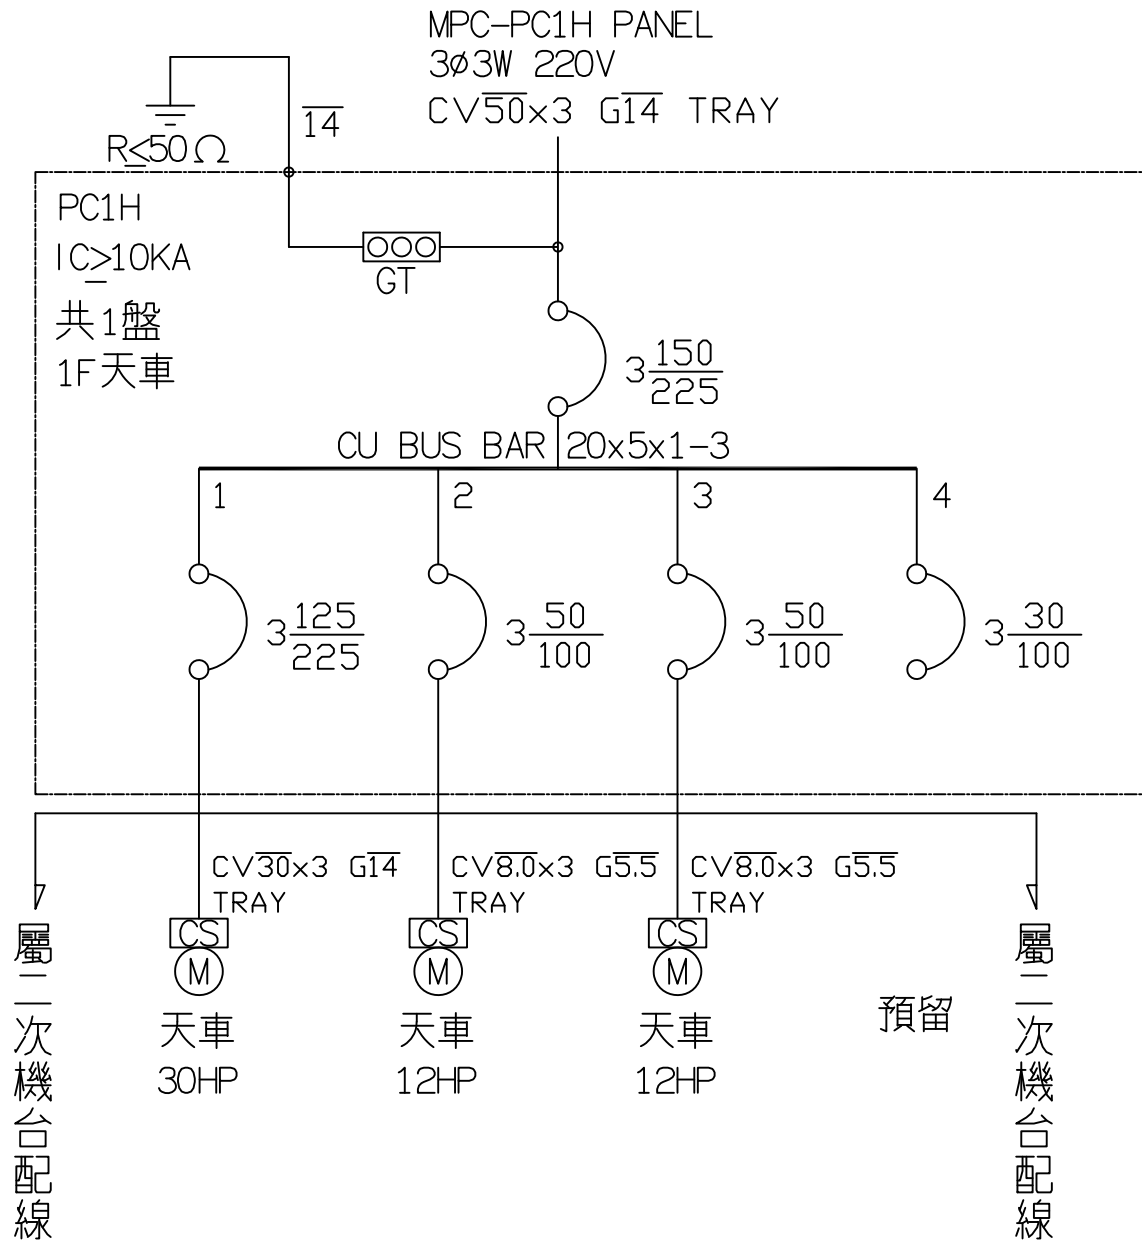 MPC-PC1H PANEL
3ø3W 220V
CV50x3 G14 TRAY
14
R≤50Ω
PC1H
IC≥10KA
共1盤
1F天車
GT
3 150/225
CU BUS BAR 20x5x1-3
1 2 3 4
3 125/225
3 50/100
3 50/100
3 30/100
CV30x3 G14
TRAY
CV8.0x3 G5.5
TRAY
CV8.0x3 G5.5
TRAY
CS
M
天車
30HP
CS
M
天車
12HP
CS
M
天車
12HP
預留
屬二次機台配線
屬二次機台配線